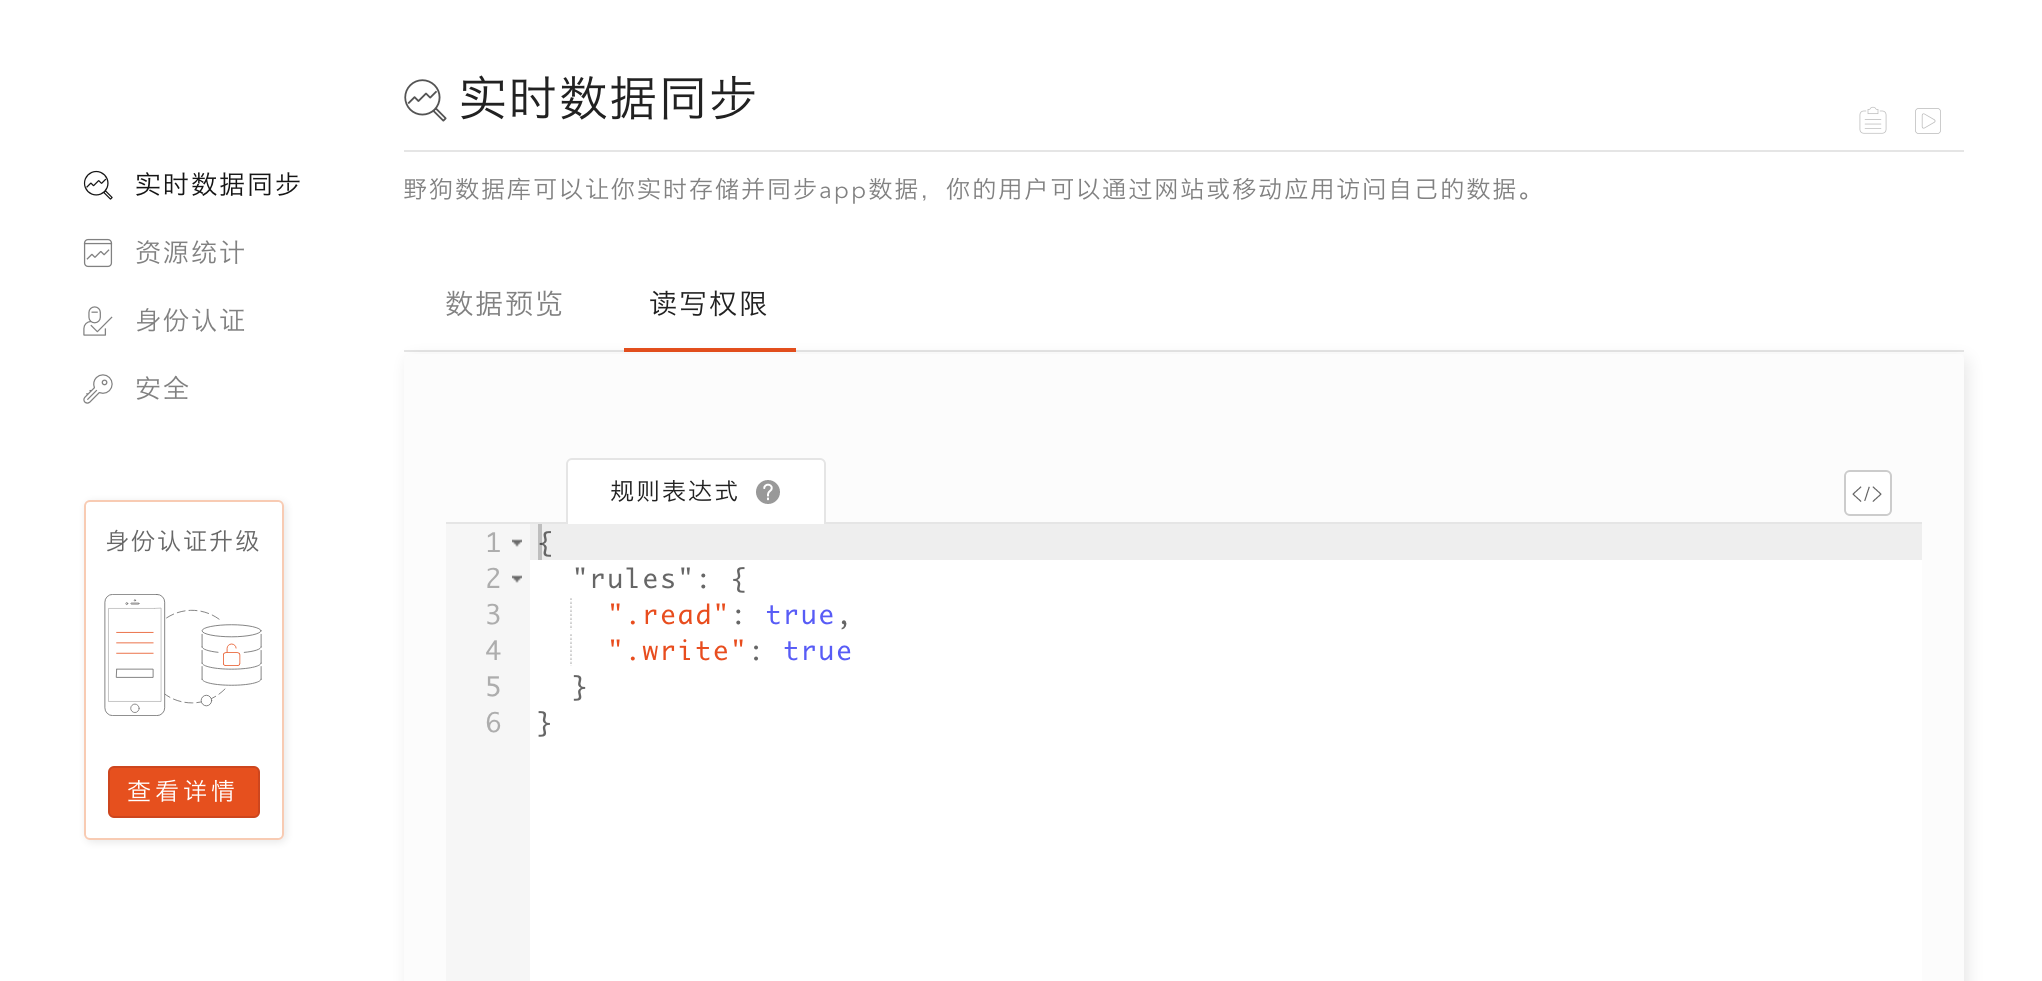 实时数据同步
野狗数据库可以让你实时存储并同步app数据，你的用户可以通过网站或移动应用访问自己的数据。
实时数据同步
资源统计
身份认证
安全
身份认证升级
查看详情
数据预览
读写权限
规则表达式 ?
</>
1 {
2 "rules": {
3 ".read": true,
4 ".write": true
5 }
6 }